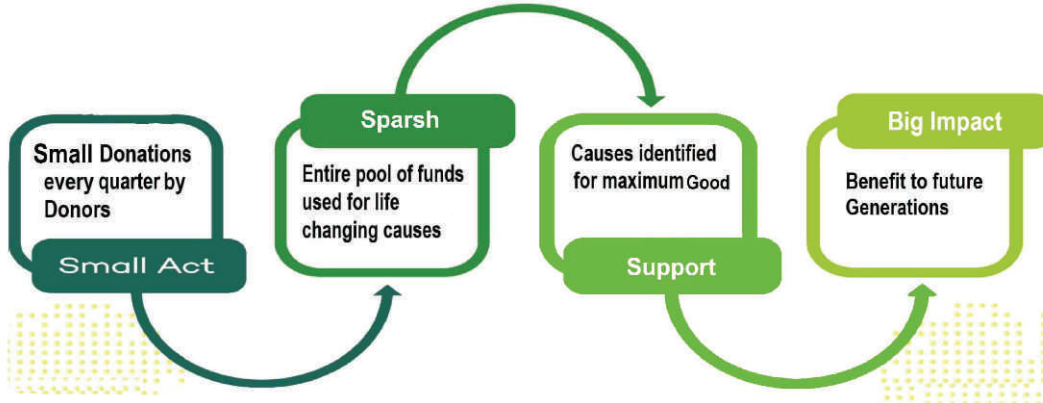 Small Donations
every quarter by
Donors
Small Act
Sparsh
Entire pool of funds
used for life
changing causes
Causes identified
for maximum Good
Support
Big Impact
Benefit to future
Generations